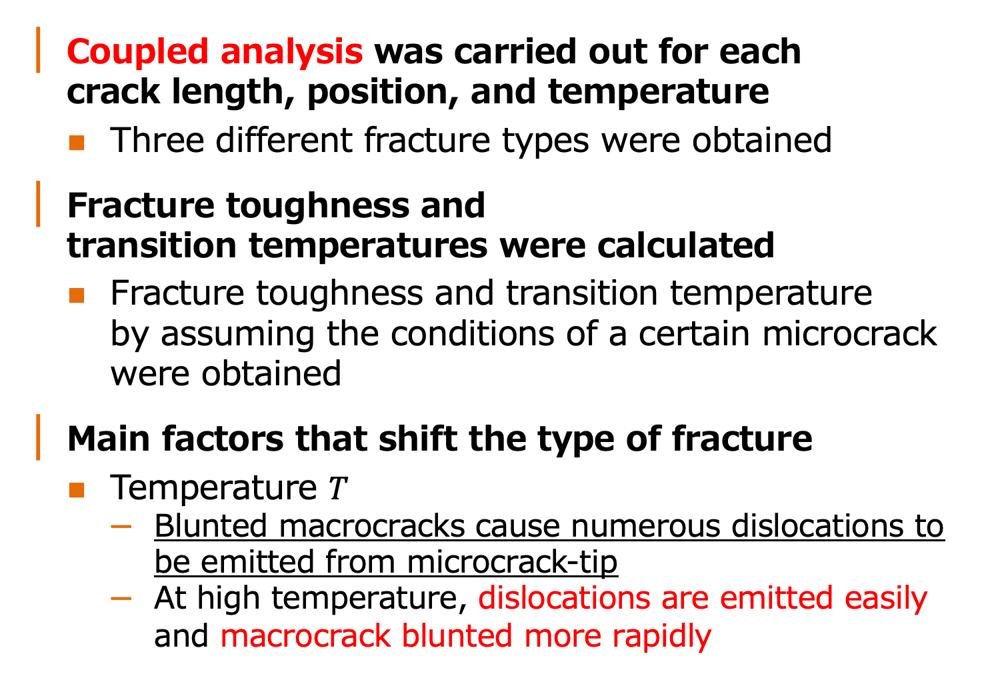 Coupled analysis was carried out for each
crack length, position, and temperature
Three different fracture types were obtained
Fracture toughness and
transition temperatures were calculated
Fracture toughness and transition temperature
by assuming the conditions of a certain microcrack
were obtained
Main factors that shift the type of fracture
Temperature T
Blunted macrocracks cause numerous dislocations to
be emitted from microcrack-tip
At high temperature, dislocations are emitted easily
and macrocrack blunted more rapidly